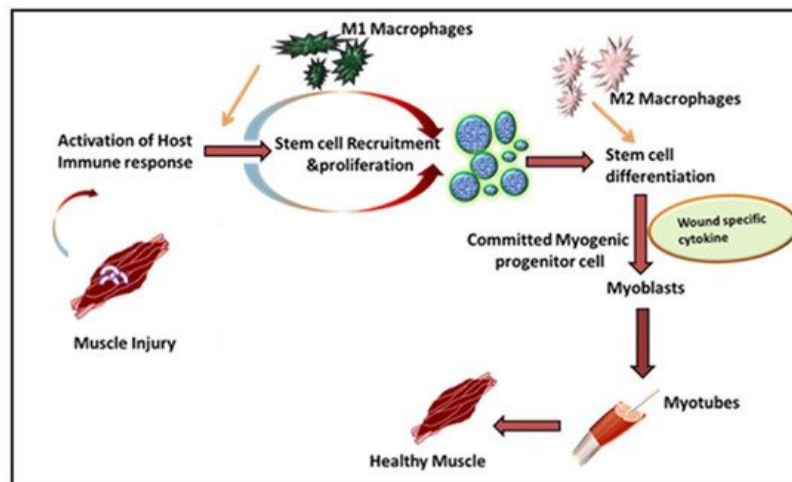 M1 Macrophages
M2 Macrophages
Activation of Host
Immune response
Stem cell Recruitment
&proliferation
Stem cell
differentiation
Wound specific
cytokine
Committed Myogenic
progenitor cell
Myoblasts
Muscle Injury
Myotubes
Healthy Muscle